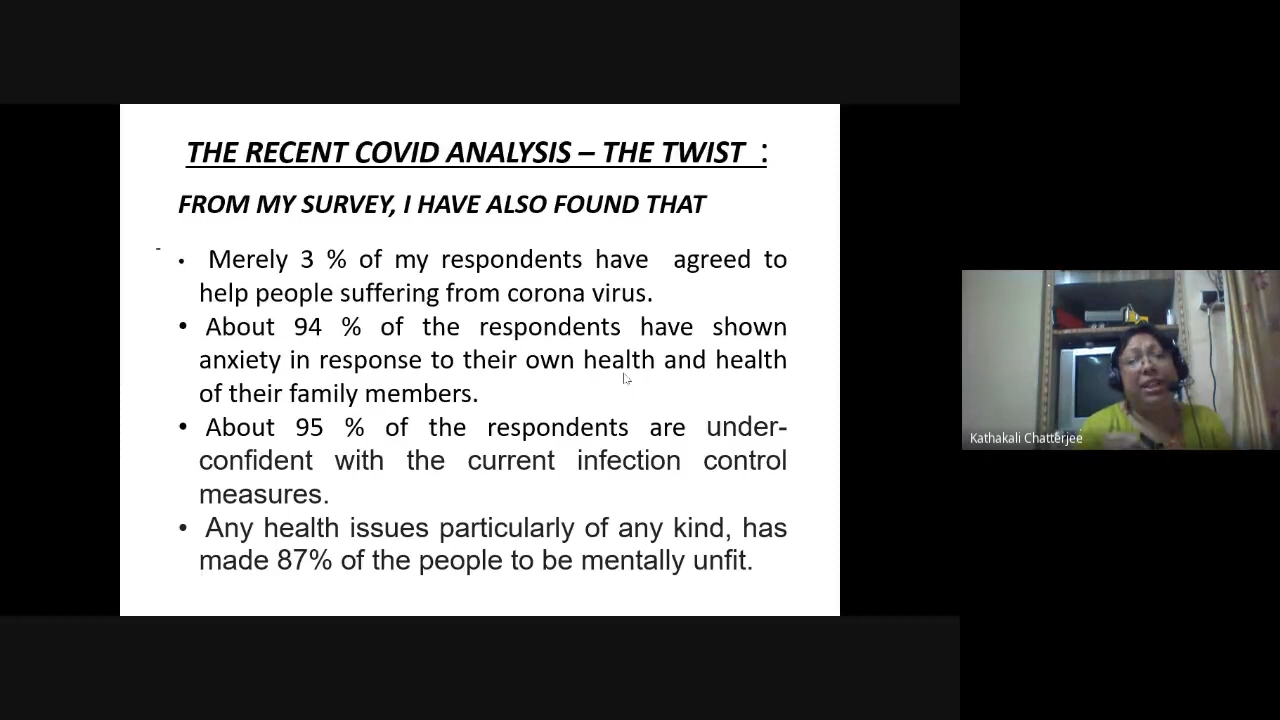 THE RECENT COVID ANALYSIS – THE TWIST :
FROM MY SURVEY, I HAVE ALSO FOUND THAT
-
• Merely 3 % of my respondents have agreed to
help people suffering from corona virus.
• About 94 % of the respondents have shown
anxiety in response to their own health and health
of their family members.
• About 95 % of the respondents are under-
confident with the current infection control
measures.
• Any health issues particularly of any kind, has
made 87% of the people to be mentally unfit.
Kathakali Chatterjee